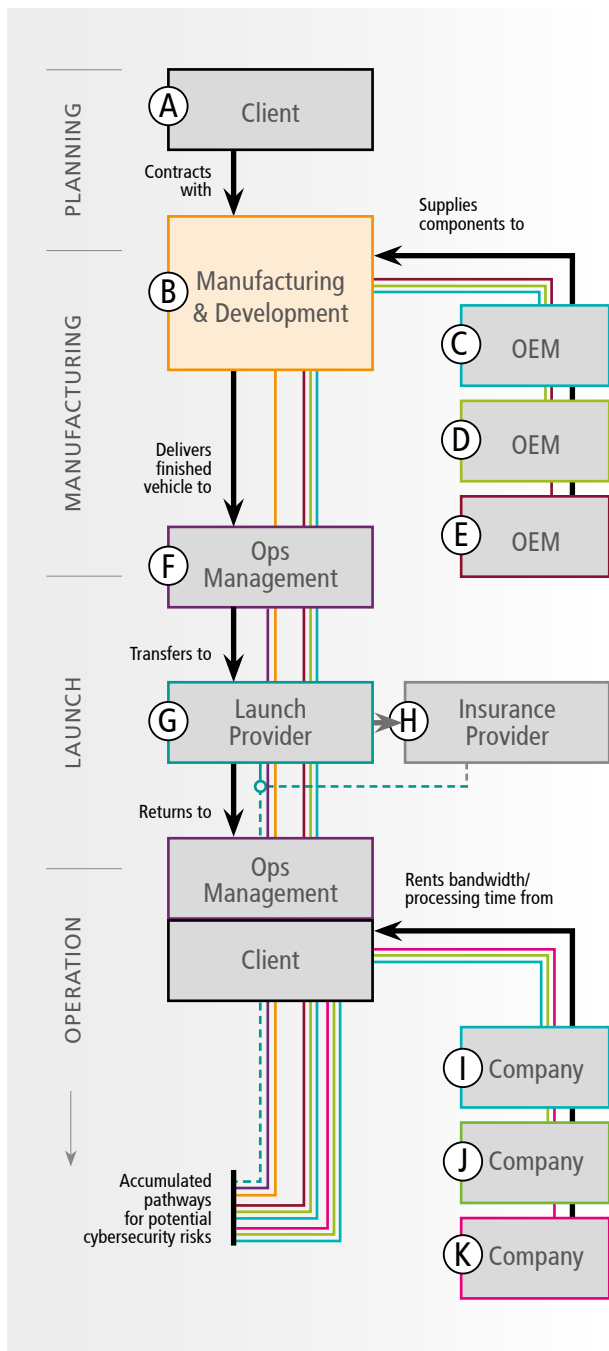 PLANNING
A
Client
Contracts
with
Supplies
components to
MANUFACTURING
B
Manufacturing
& Development
C
OEM
D
OEM
E
OEM
Delivers
finished
vehicle to
F
Ops
Management
LAUNCH
Transfers to
G
Launch
Provider
H
Insurance
Provider
Returns to
OPERATION
Ops
Management
Client
Rents bandwidth/
processing time from
I
Company
J
Company
K
Company
Accumulated
pathways
for potential
cybersecurity risks